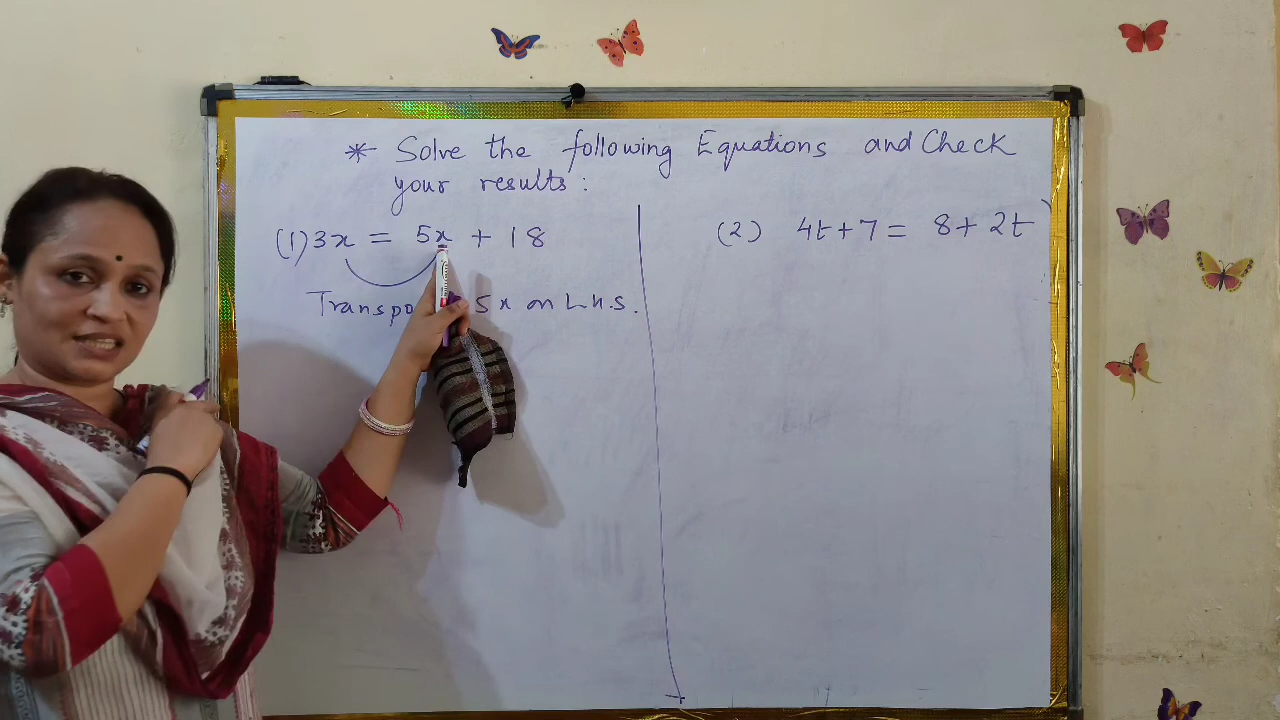 * Solve the following Equations and Check
your results :
(1) 3x = 5x + 18
Transpo 5x on L.H.S.
(2) 4t + 7 = 8 + 2t